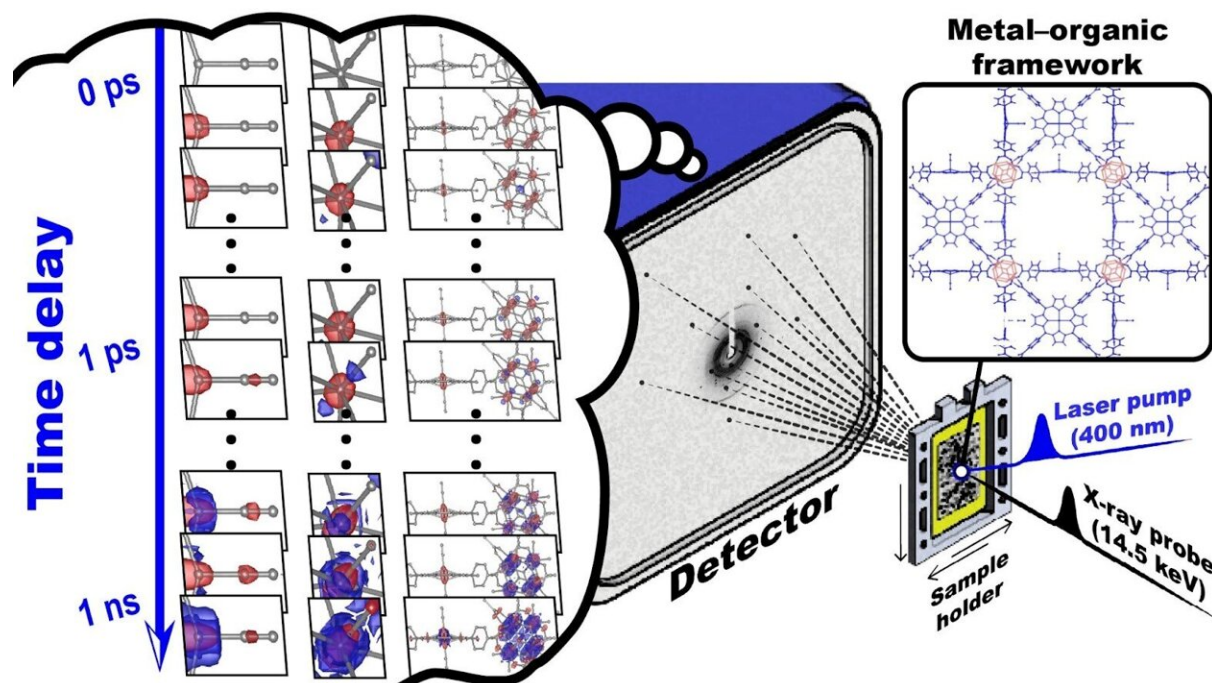 Time delay
0 ps
1 ps
1 ns
Detector
Metal–organic
framework
Laser pump
(400 nm)
X-ray probe
(14.5 keV)
Sample
holder